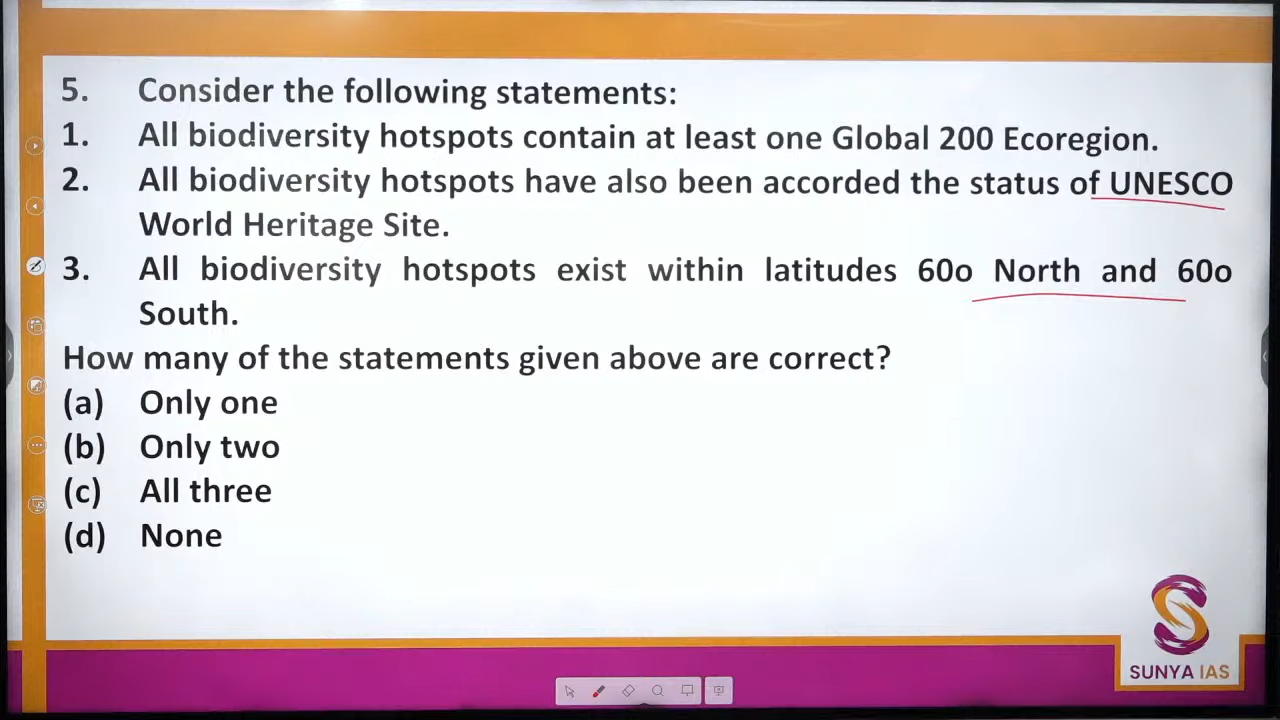 5. Consider the following statements:
1. All biodiversity hotspots contain at least one Global 200 Ecoregion.
2. All biodiversity hotspots have also been accorded the status of UNESCO
World Heritage Site.
3. All biodiversity hotspots exist within latitudes 60o North and 60o
South.
How many of the statements given above are correct?
(a) Only one
(b) Only two
(c) All three
(d) None
SUNYA IAS